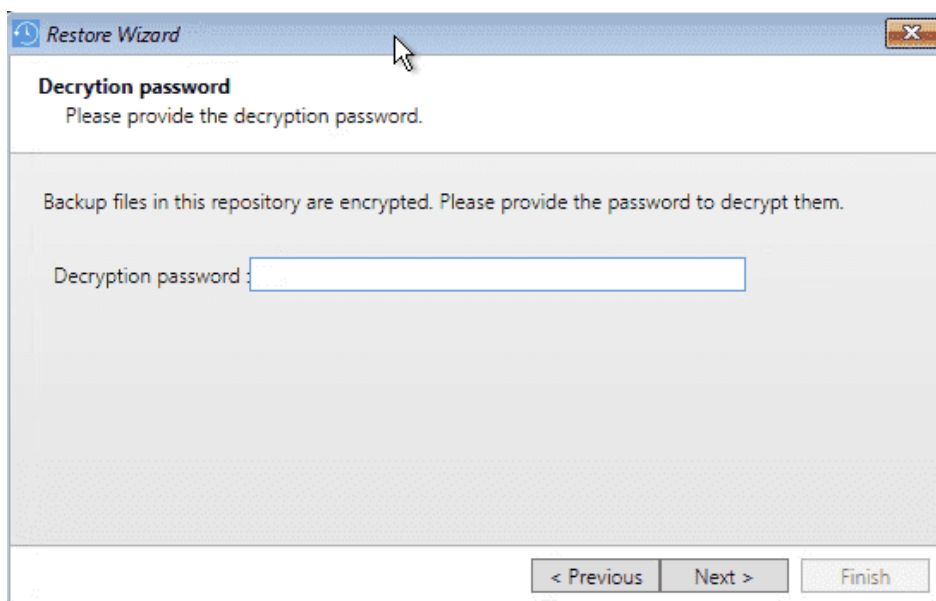 Restore Wizard
Decrytion password
Please provide the decryption password.
Backup files in this repository are encrypted. Please provide the password to decrypt them.
Decryption password :
< Previous
Next >
Finish